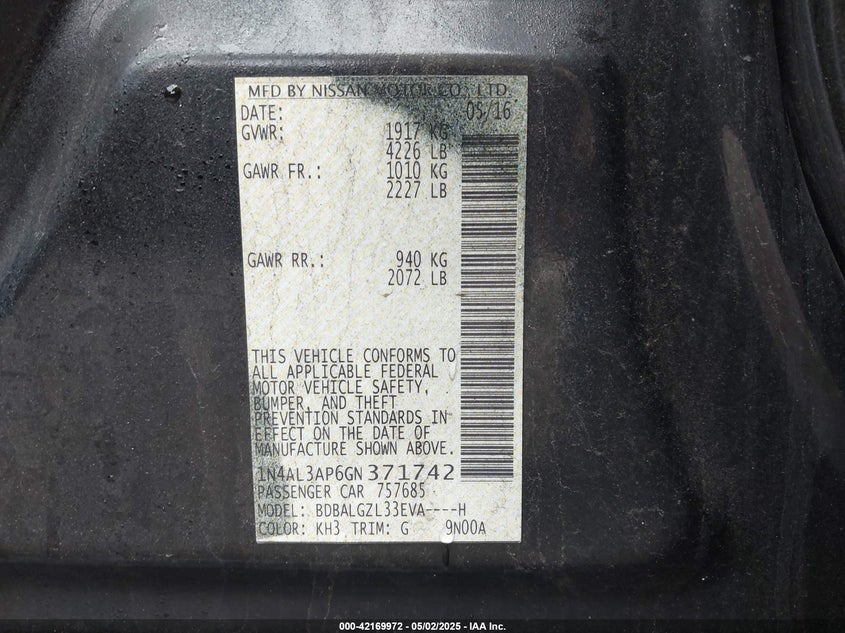 MFD BY NISSAN MOTOR CO., LTD.
DATE: 05/16
GVWR: 1917 KG
4226 LB
GAWR FR.: 1010 KG
2227 LB
GAWR RR.: 940 KG
2072 LB
THIS VEHICLE CONFORMS TO
ALL APPLICABLE FEDERAL
MOTOR VEHICLE SAFETY,
BUMPER, AND THEFT
PREVENTION STANDARDS IN
EFFECT ON THE DATE OF
MANUFACTURE SHOWN ABOVE.
1N4AL3AP6GN371742
PASSENGER CAR 757685
MODEL: BDBALGZL33EVA----H
COLOR: KH3 TRIM: G 9N00A
000-42169972 - 05/02/2025 - IAA Inc.